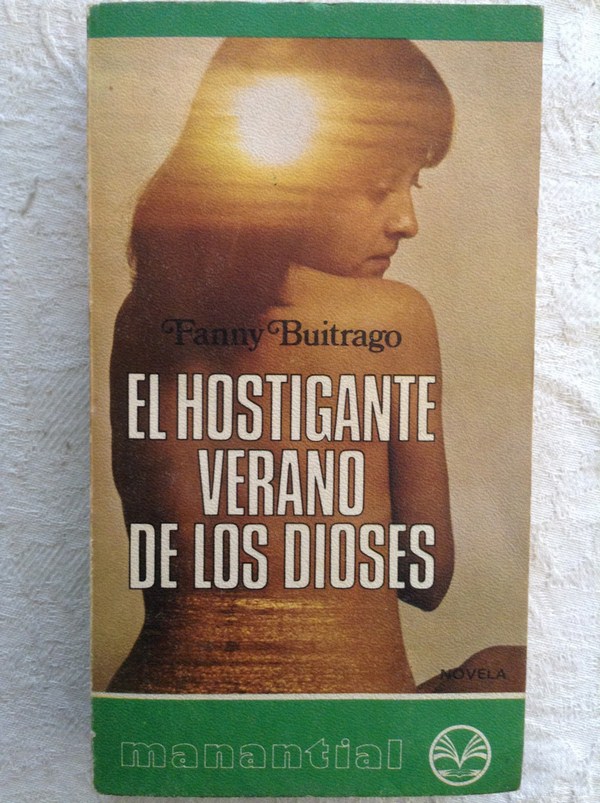 Fanny Buitrago
EL HOSTIGANTE
VERANO
DE LOS DIOSES
NOVELA
manantial